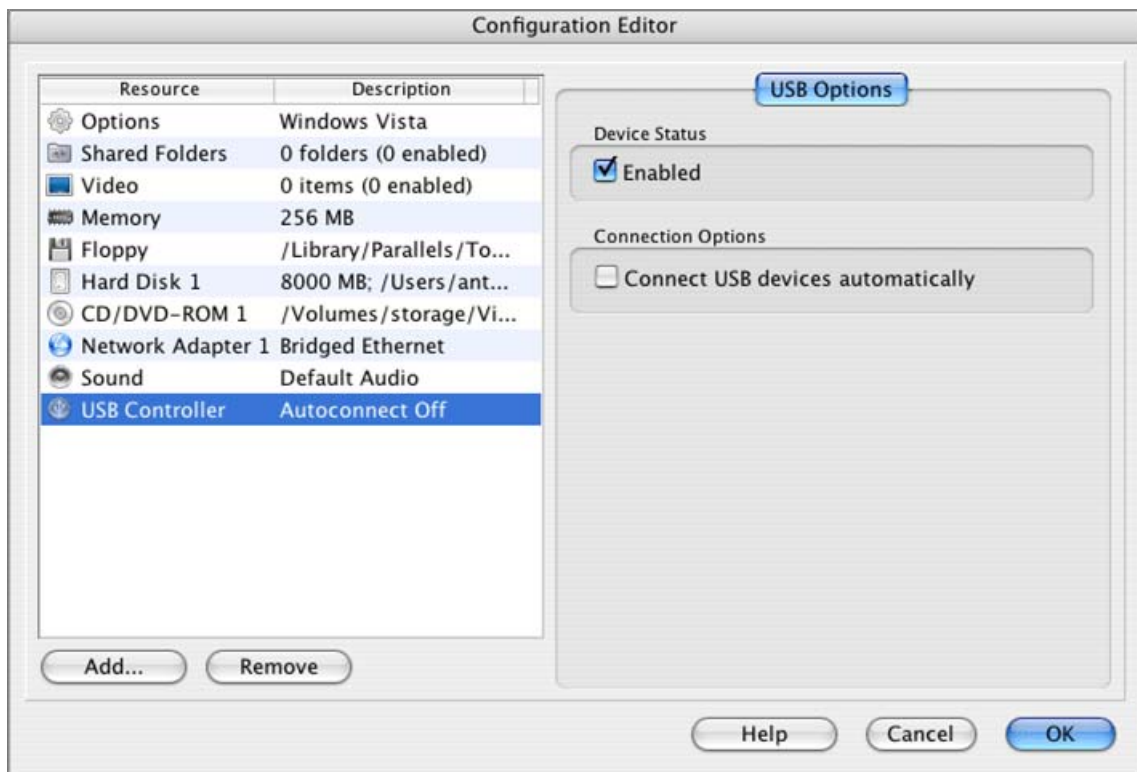 Configuration Editor
Resource Description
Options Windows Vista
Shared Folders 0 folders (0 enabled)
Video 0 items (0 enabled)
Memory 256 MB
Floppy /Library/Parallels/To...
Hard Disk 1 8000 MB; /Users/ant...
CD/DVD-ROM 1 /Volumes/storage/Vi...
Network Adapter 1 Bridged Ethernet
Sound Default Audio
USB Controller Autoconnect Off
Add... Remove
USB Options
Device Status
Enabled
Connection Options
Connect USB devices automatically
Help Cancel OK